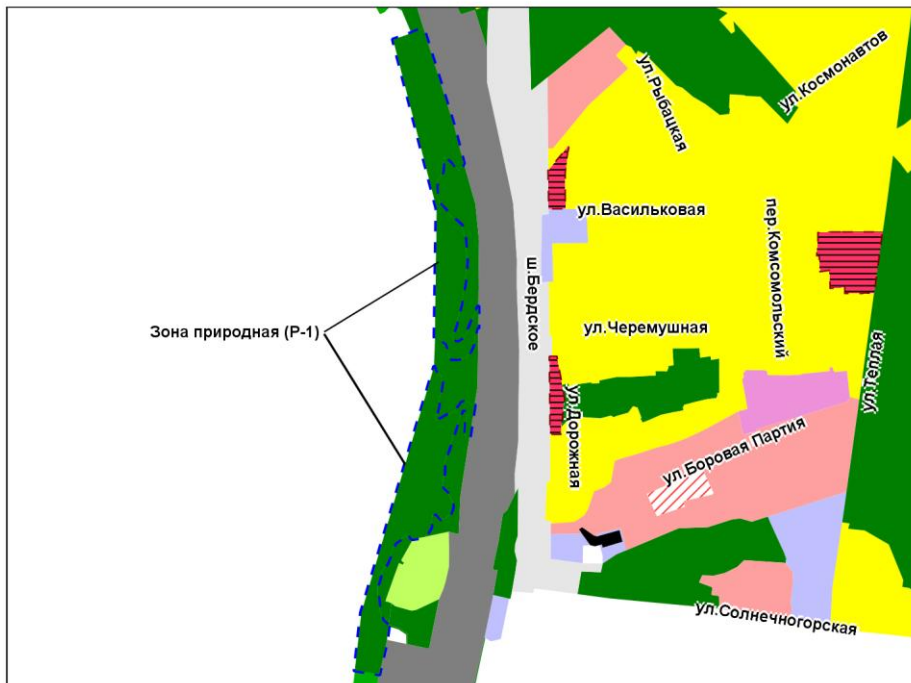 ул.Космонавтов
ул.Рыбацкая
ул.Васильковая
пер.Комсомольский
ш.Бердское
Зона природная (Р-1)
ул.Черемушная
ул.Теплая
ул.Дорожная
ул.Боровая Партия
ул.Солнечногорская